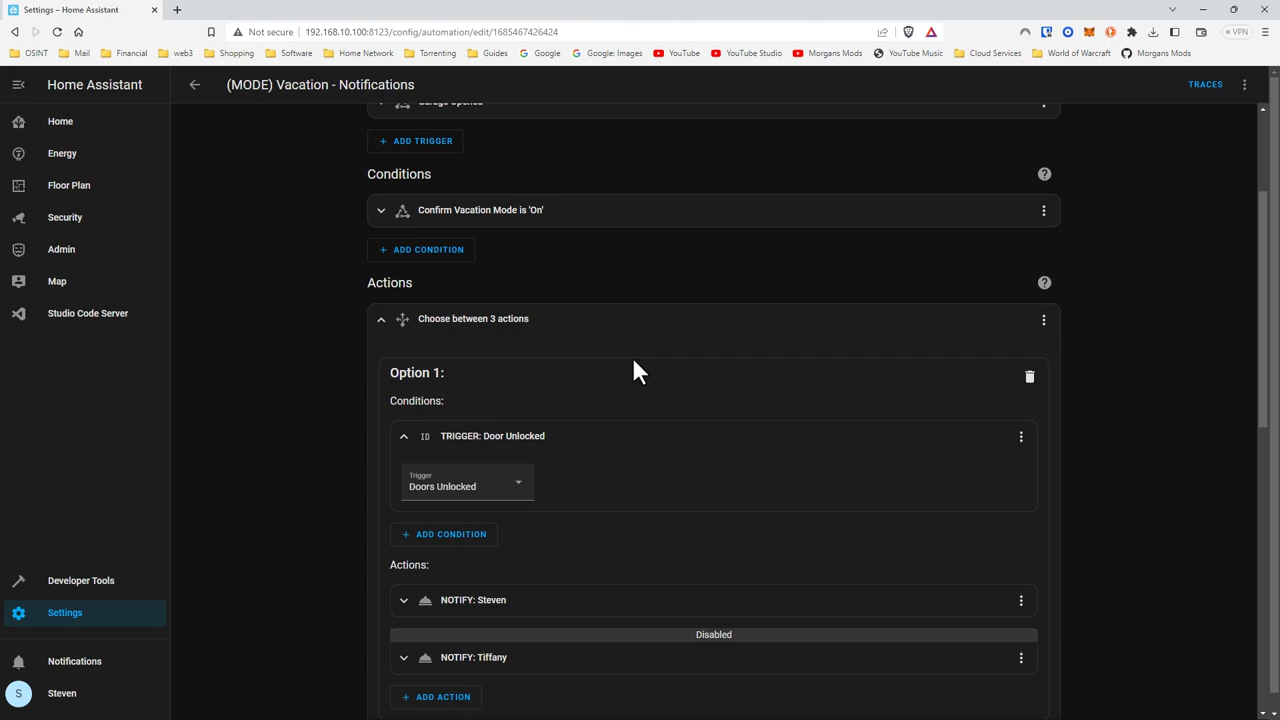 Settings – Home Assistant
Not secure 192.168.10.100:8123/config/automation/edit/1685467426424
VPN
OSINT Mail Financial web3 Shopping Software Home Network Torrenting Guides Google Google: Images YouTube YouTube Studio Morgans Mods YouTube Music Cloud Services World of Warcraft Morgans Mods
Home Assistant
(MODE) Vacation - Notifications
TRACES
Home
Energy
Floor Plan
Security
Admin
Map
Studio Code Server
Developer Tools
Settings
Notifications
S Steven
Garage Opened
+ ADD TRIGGER
Conditions
Confirm Vacation Mode is 'On'
+ ADD CONDITION
Actions
Choose between 3 actions
Option 1:
Conditions:
ID TRIGGER: Door Unlocked
Trigger
Doors Unlocked
+ ADD CONDITION
Actions:
NOTIFY: Steven
Disabled
NOTIFY: Tiffany
+ ADD ACTION